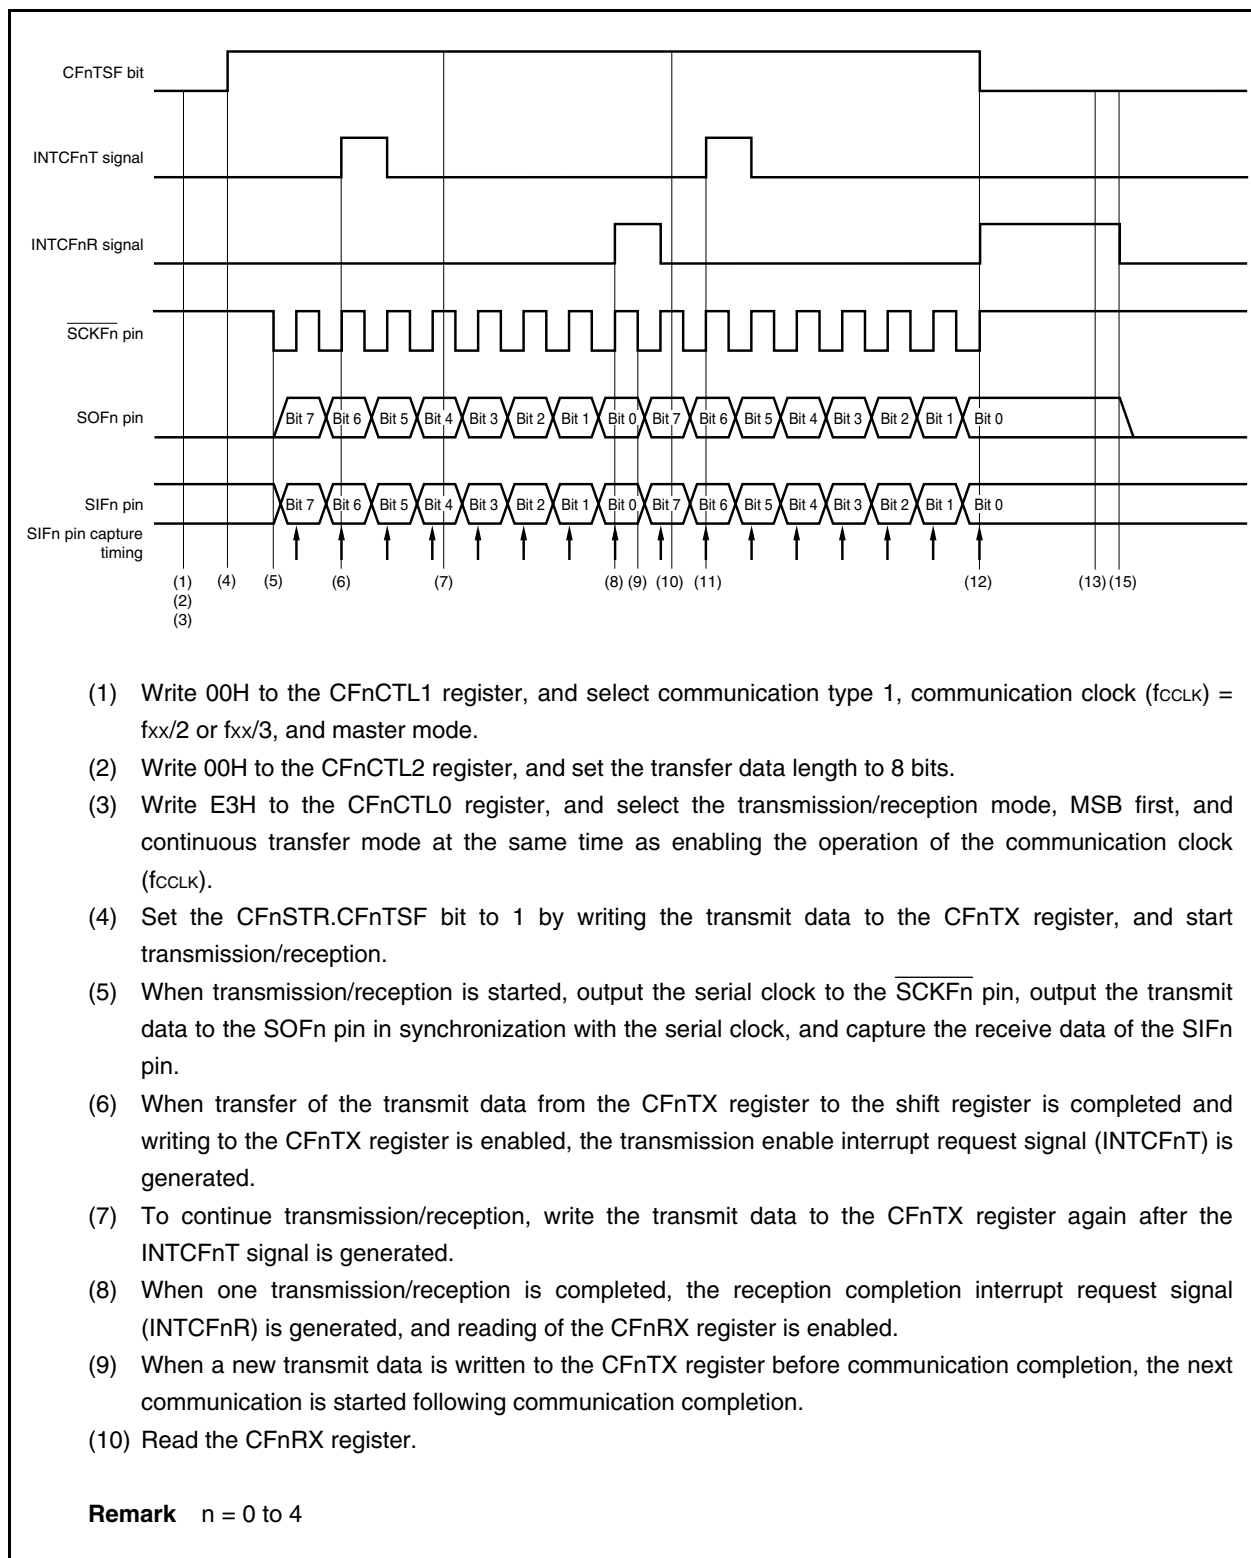 CFnTSF bit
INTCFnT signal
INTCFnR signal
SCKFn pin
SOFn pin
Bit 7 Bit 6 Bit 5 Bit 4 Bit 3 Bit 2 Bit 1 Bit 0 Bit 7 Bit 6 Bit 5 Bit 4 Bit 3 Bit 2 Bit 1 Bit 0
SIFn pin
Bit 7 Bit 6 Bit 5 Bit 4 Bit 3 Bit 2 Bit 1 Bit 0 Bit 7 Bit 6 Bit 5 Bit 4 Bit 3 Bit 2 Bit 1 Bit 0
SIFn pin capture
timing
(1) (4) (5) (6) (7) (8) (9) (10) (11) (12) (13) (15)
(2)
(3)
(1) Write 00H to the CFnCTL1 register, and select communication type 1, communication clock (fCCLK) =
fxx/2 or fxx/3, and master mode.
(2) Write 00H to the CFnCTL2 register, and set the transfer data length to 8 bits.
(3) Write E3H to the CFnCTL0 register, and select the transmission/reception mode, MSB first, and
continuous transfer mode at the same time as enabling the operation of the communication clock
(fCCLK).
(4) Set the CFnSTR.CFnTSF bit to 1 by writing the transmit data to the CFnTX register, and start
transmission/reception.
(5) When transmission/reception is started, output the serial clock to the SCKFn pin, output the transmit
data to the SOFn pin in synchronization with the serial clock, and capture the receive data of the SIFn
pin.
(6) When transfer of the transmit data from the CFnTX register to the shift register is completed and
writing to the CFnTX register is enabled, the transmission enable interrupt request signal (INTCFnT) is
generated.
(7) To continue transmission/reception, write the transmit data to the CFnTX register again after the
INTCFnT signal is generated.
(8) When one transmission/reception is completed, the reception completion interrupt request signal
(INTCFnR) is generated, and reading of the CFnRX register is enabled.
(9) When a new transmit data is written to the CFnTX register before communication completion, the next
communication is started following communication completion.
(10) Read the CFnRX register.
Remark n = 0 to 4